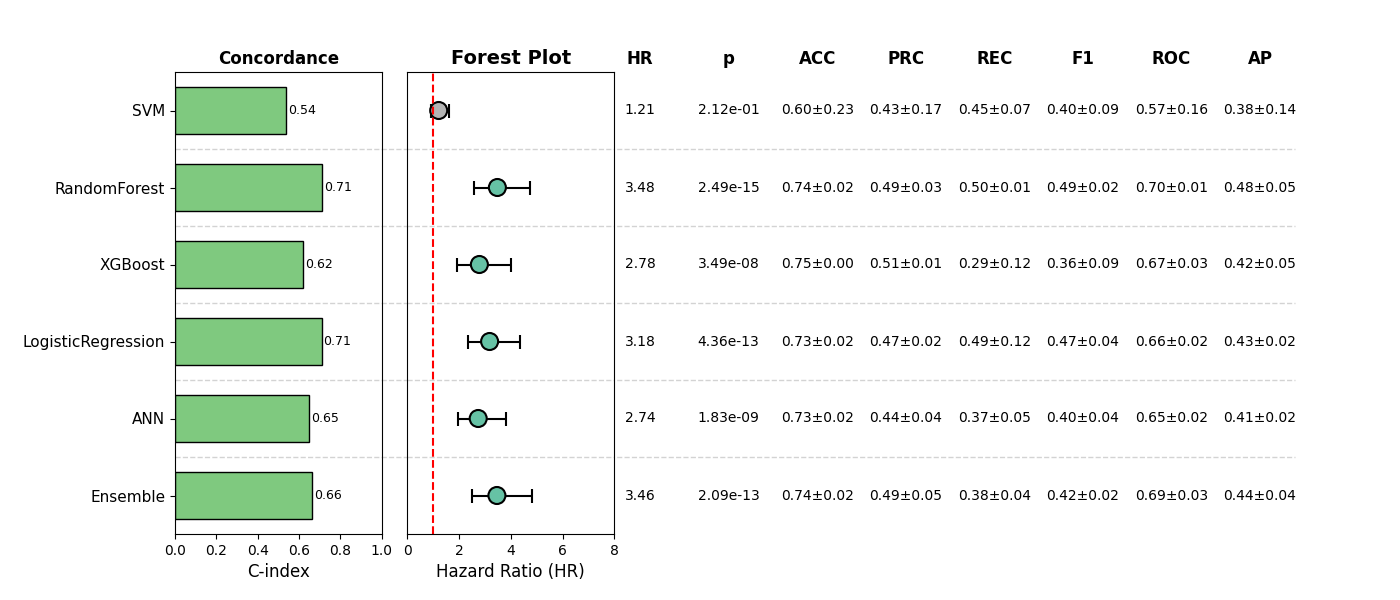 Concordance Forest Plot HR p ACC PRC REC F1 ROC AP
SVM 0.54 1.21 2.12e-01 0.60±0.23 0.43±0.17 0.45±0.07 0.40±0.09 0.57±0.16 0.38±0.14
RandomForest 0.71 3.48 2.49e-15 0.74±0.02 0.49±0.03 0.50±0.01 0.49±0.02 0.70±0.01 0.48±0.05
XGBoost 0.62 2.78 3.49e-08 0.75±0.00 0.51±0.01 0.29±0.12 0.36±0.09 0.67±0.03 0.42±0.05
LogisticRegression 0.71 3.18 4.36e-13 0.73±0.02 0.47±0.02 0.49±0.12 0.47±0.04 0.66±0.02 0.43±0.02
ANN 0.65 2.74 1.83e-09 0.73±0.02 0.44±0.04 0.37±0.05 0.40±0.04 0.65±0.02 0.41±0.02
Ensemble 0.66 3.46 2.09e-13 0.74±0.02 0.49±0.05 0.38±0.04 0.42±0.02 0.69±0.03 0.44±0.04
0.0 0.2 0.4 0.6 0.8 1.0 0 2 4 6 8
C-index Hazard Ratio (HR)